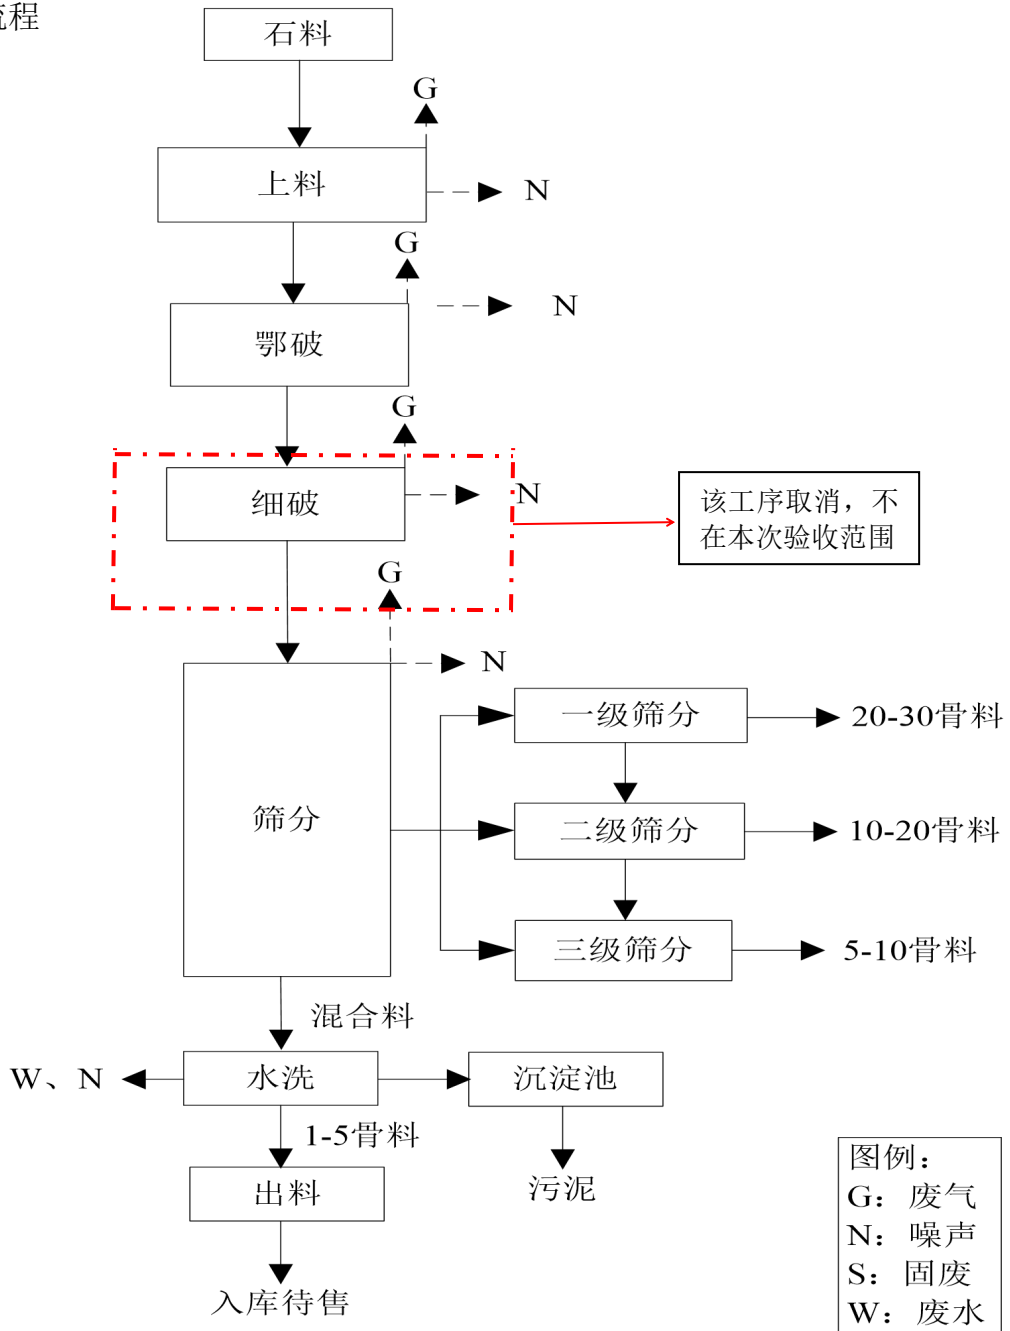 流程
石料
G
上料
N
G
N
鄂破
G
细破
N
该工序取消，不
在本次验收范围
G
N
筛分
一级筛分
20-30骨料
二级筛分
10-20骨料
三级筛分
5-10骨料
混合料
W、N
水洗
沉淀池
1-5骨料
污泥
出料
入库待售
图例：
G：废气
N：噪声
S：固废
W：废水